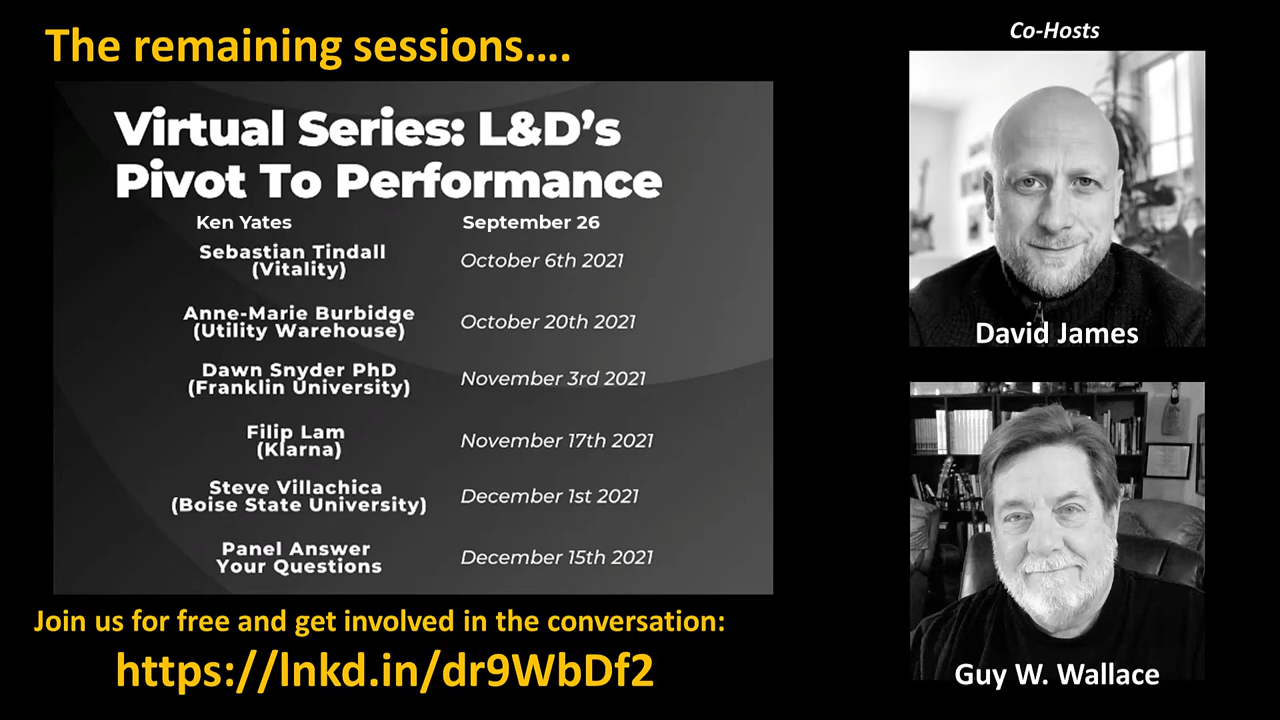 The remaining sessions....
Virtual Series: L&D's
Pivot To Performance
Ken Yates September 26
Sebastian Tindall
(Vitality)
October 6th 2021
Anne-Marie Burbidge
(Utility Warehouse)
October 20th 2021
Dawn Snyder PhD
(Franklin University)
November 3rd 2021
Filip Lam
(Klarna)
November 17th 2021
Steve Villachica
(Boise State University)
December 1st 2021
Panel Answer
Your Questions
December 15th 2021
Join us for free and get involved in the conversation:
https://lnkd.in/dr9WbDf2
Co-Hosts
David James
Guy W. Wallace